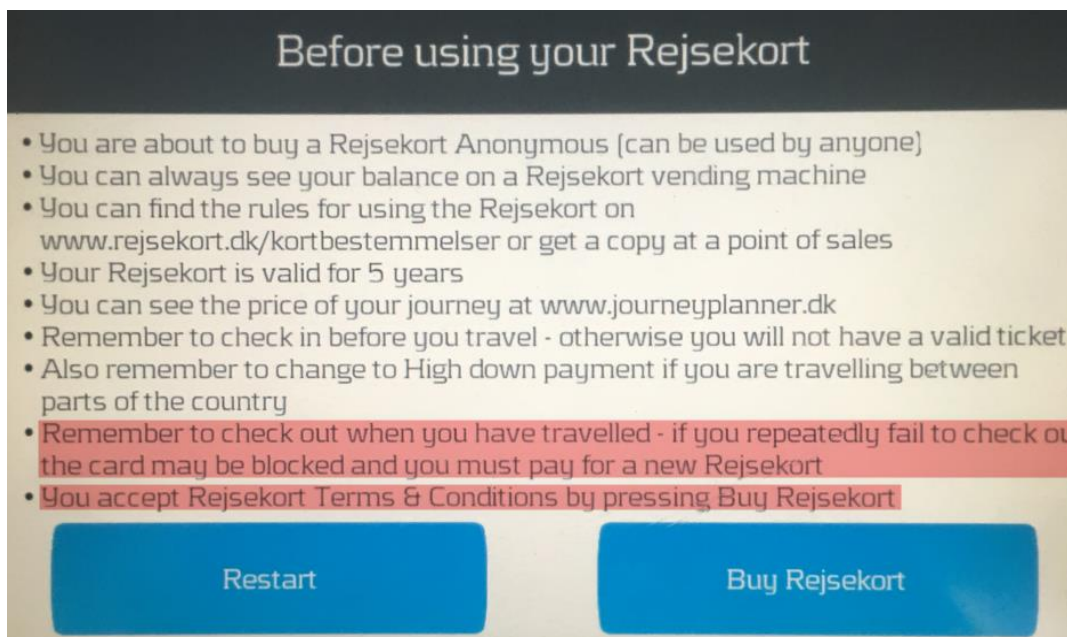 Before using your Rejsekort
• You are about to buy a Rejsekort Anonymous (can be used by anyone)
• You can always see your balance on a Rejsekort vending machine
• You can find the rules for using the Rejsekort on
www.rejsekort.dk/kortbestemmelser or get a copy at a point of sales
• Your Rejsekort is valid for 5 years
• You can see the price of your journey at www.journeyplanner.dk
• Remember to check in before you travel - otherwise you will not have a valid ticket
• Also remember to change to High down payment if you are travelling between
parts of the country
• Remember to check out when you have travelled - if you repeatedly fail to check ou
the card may be blocked and you must pay for a new Rejsekort
• You accept Rejsekort Terms & Conditions by pressing Buy Rejsekort
Restart
Buy Rejsekort